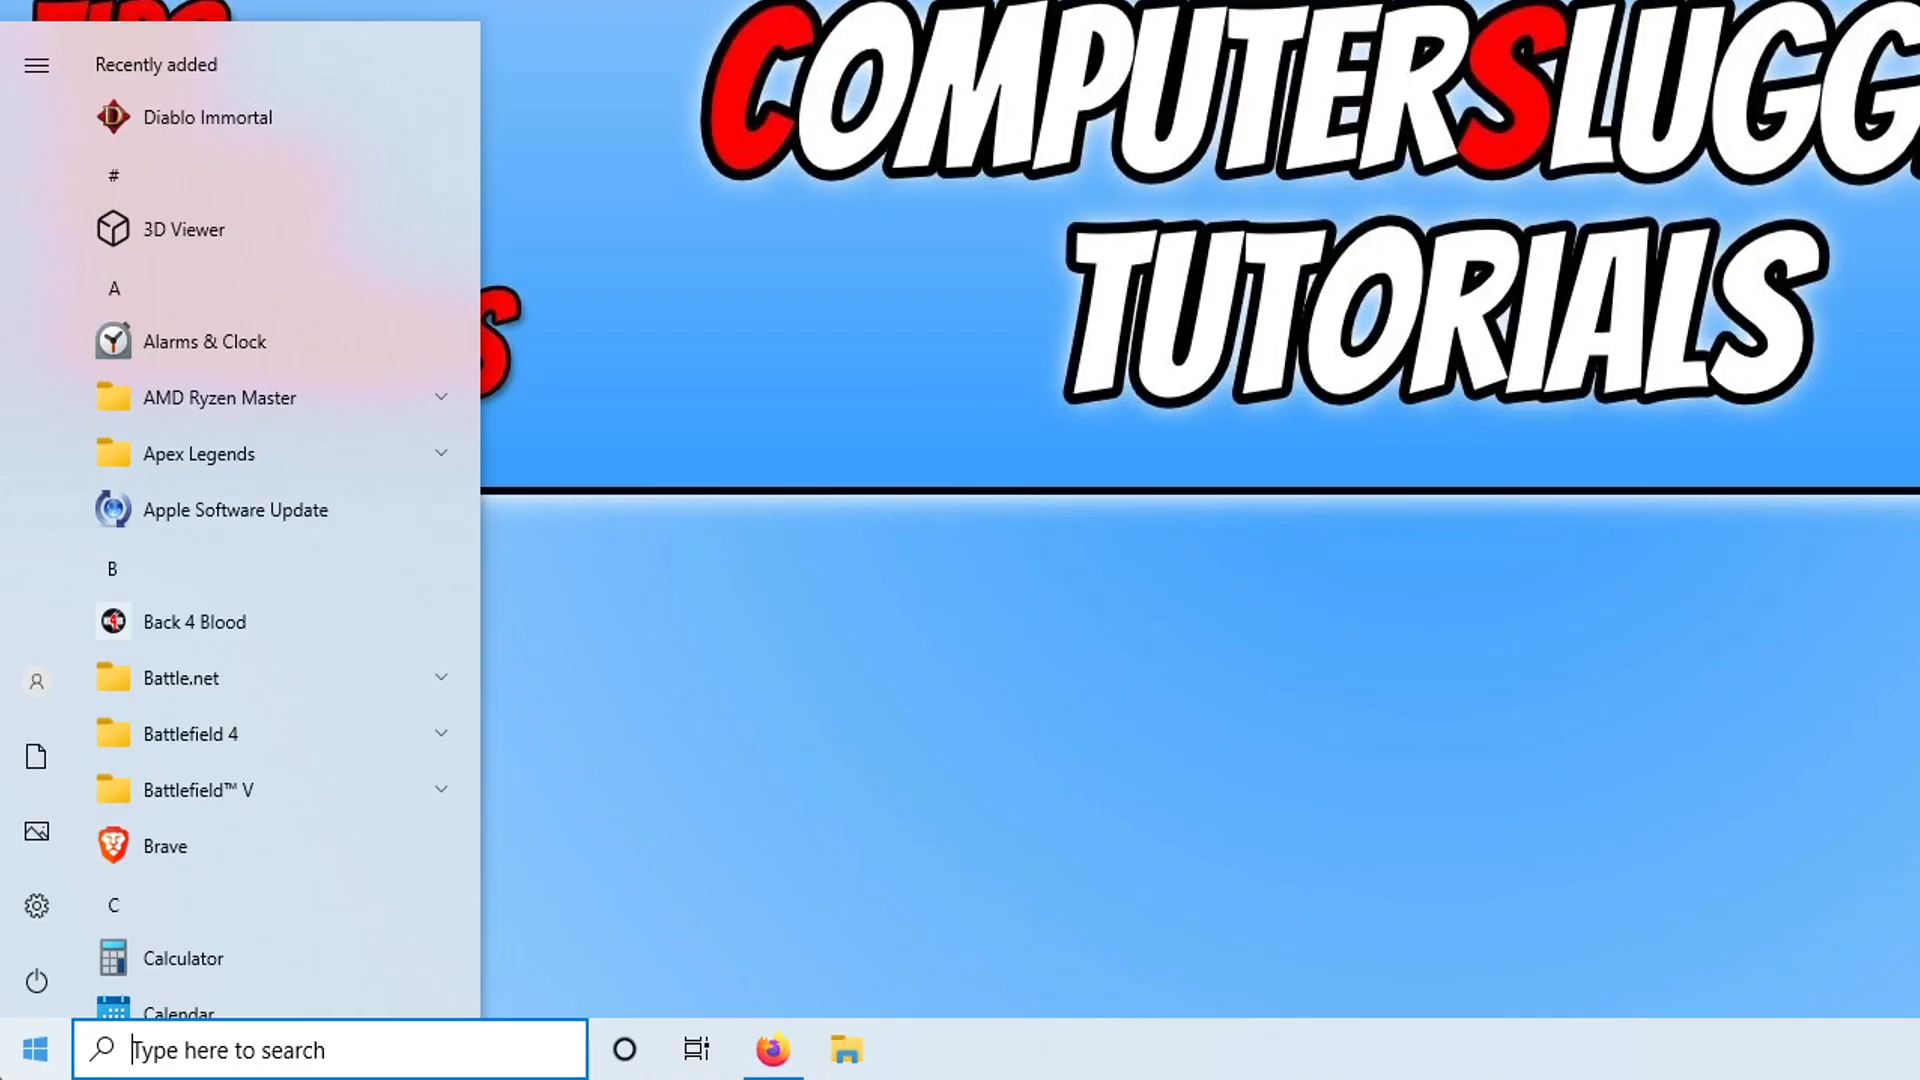 TIPS
COMPUTERSLUGG
TUTORIALS
S
Recently added
Diablo Immortal
#
3D Viewer
A
Alarms & Clock
AMD Ryzen Master
Apex Legends
Apple Software Update
B
Back 4 Blood
Battle.net
Battlefield 4
Battlefield™ V
Brave
C
Calculator
Calendar
Type here to search